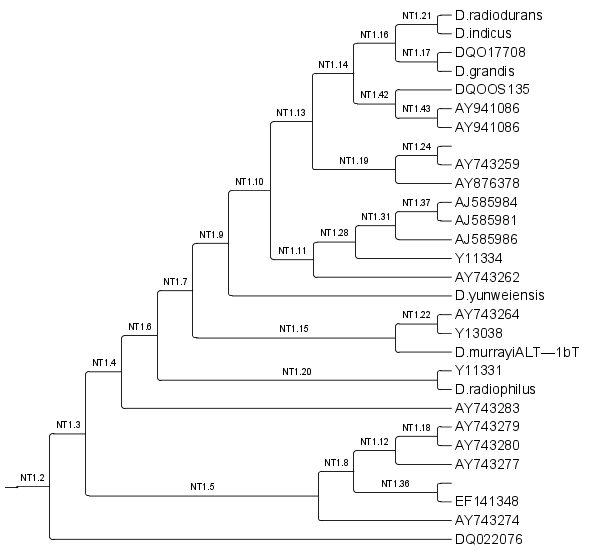 NT1.21 D.radiodurans
NT1.16 D.indicus
NT1.17 DQO17708
NT1.14 D.grandis
NT1.42 DQOOS135
NT1.43 AY941086
NT1.13 AY941086
NT1.24
NT1.19 AY743259
NT1.10 AY876378
NT1.37 AJ585984
NT1.31 AJ585981
NT1.9 NT1.28 AJ585986
NT1.11 Y11334
AY743262
NT1.7 D.yunweiensis
NT1.22 AY743264
NT1.6 NT1.15 Y13038
D.murrayiALT—1bT
NT1.4 NT1.20 Y11331
D.radiophilus
AY743283
NT1.3 NT1.18 AY743279
NT1.12 AY743280
NT1.8 AY743277
NT1.2 NT1.5 NT1.36
EF141348
AY743274
DQ022076